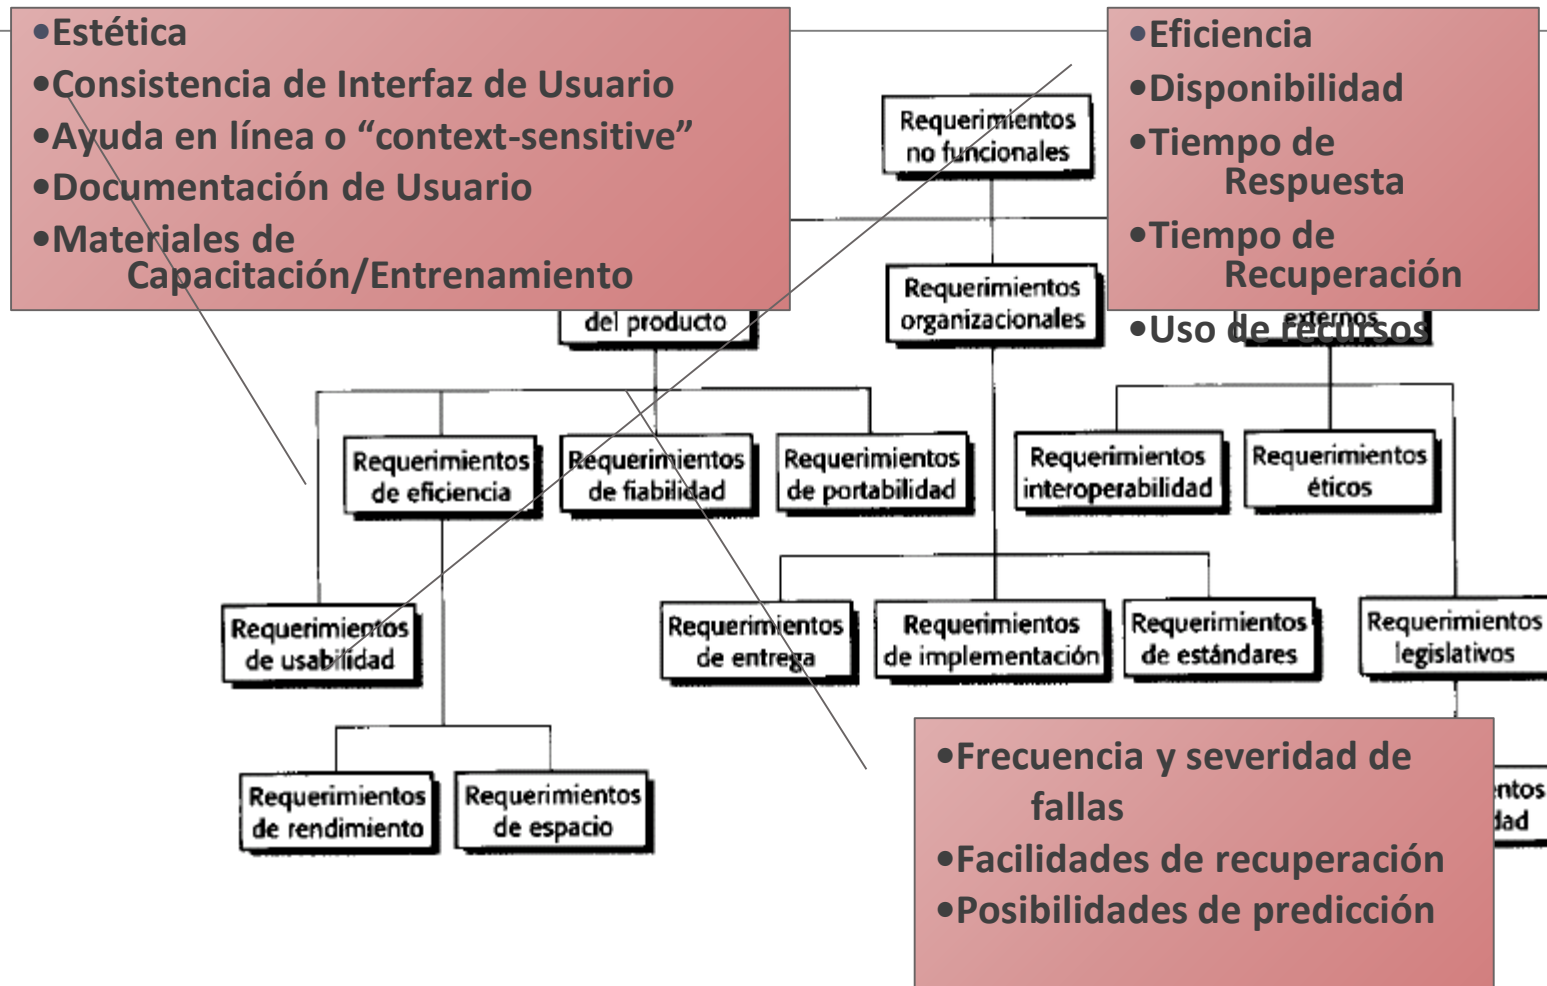 •Estética
•Consistencia de Interfaz de Usuario
•Ayuda en línea o “context-sensitive”
•Documentación de Usuario
•Materiales de
Capacitación/Entrenamiento
•Eficiencia
•Disponibilidad
•Tiempo de
Respuesta
•Tiempo de
Recuperación
•Uso de recursos
Requerimientos
no funcionales
del producto
Requerimientos
organizacionales
externos
Requerimientos
de eficiencia
Requerimientos
de fiabilidad
Requerimientos
de portabilidad
Requerimientos
interoperabilidad
Requerimientos
éticos
Requerimientos
de usabilidad
Requerimientos
de entrega
Requerimientos
de implementación
Requerimientos
de estándares
Requerimientos
legislativos
Requerimientos
de rendimiento
Requerimientos
de espacio
•Frecuencia y severidad de
fallas
•Facilidades de recuperación
•Posibilidades de predicción